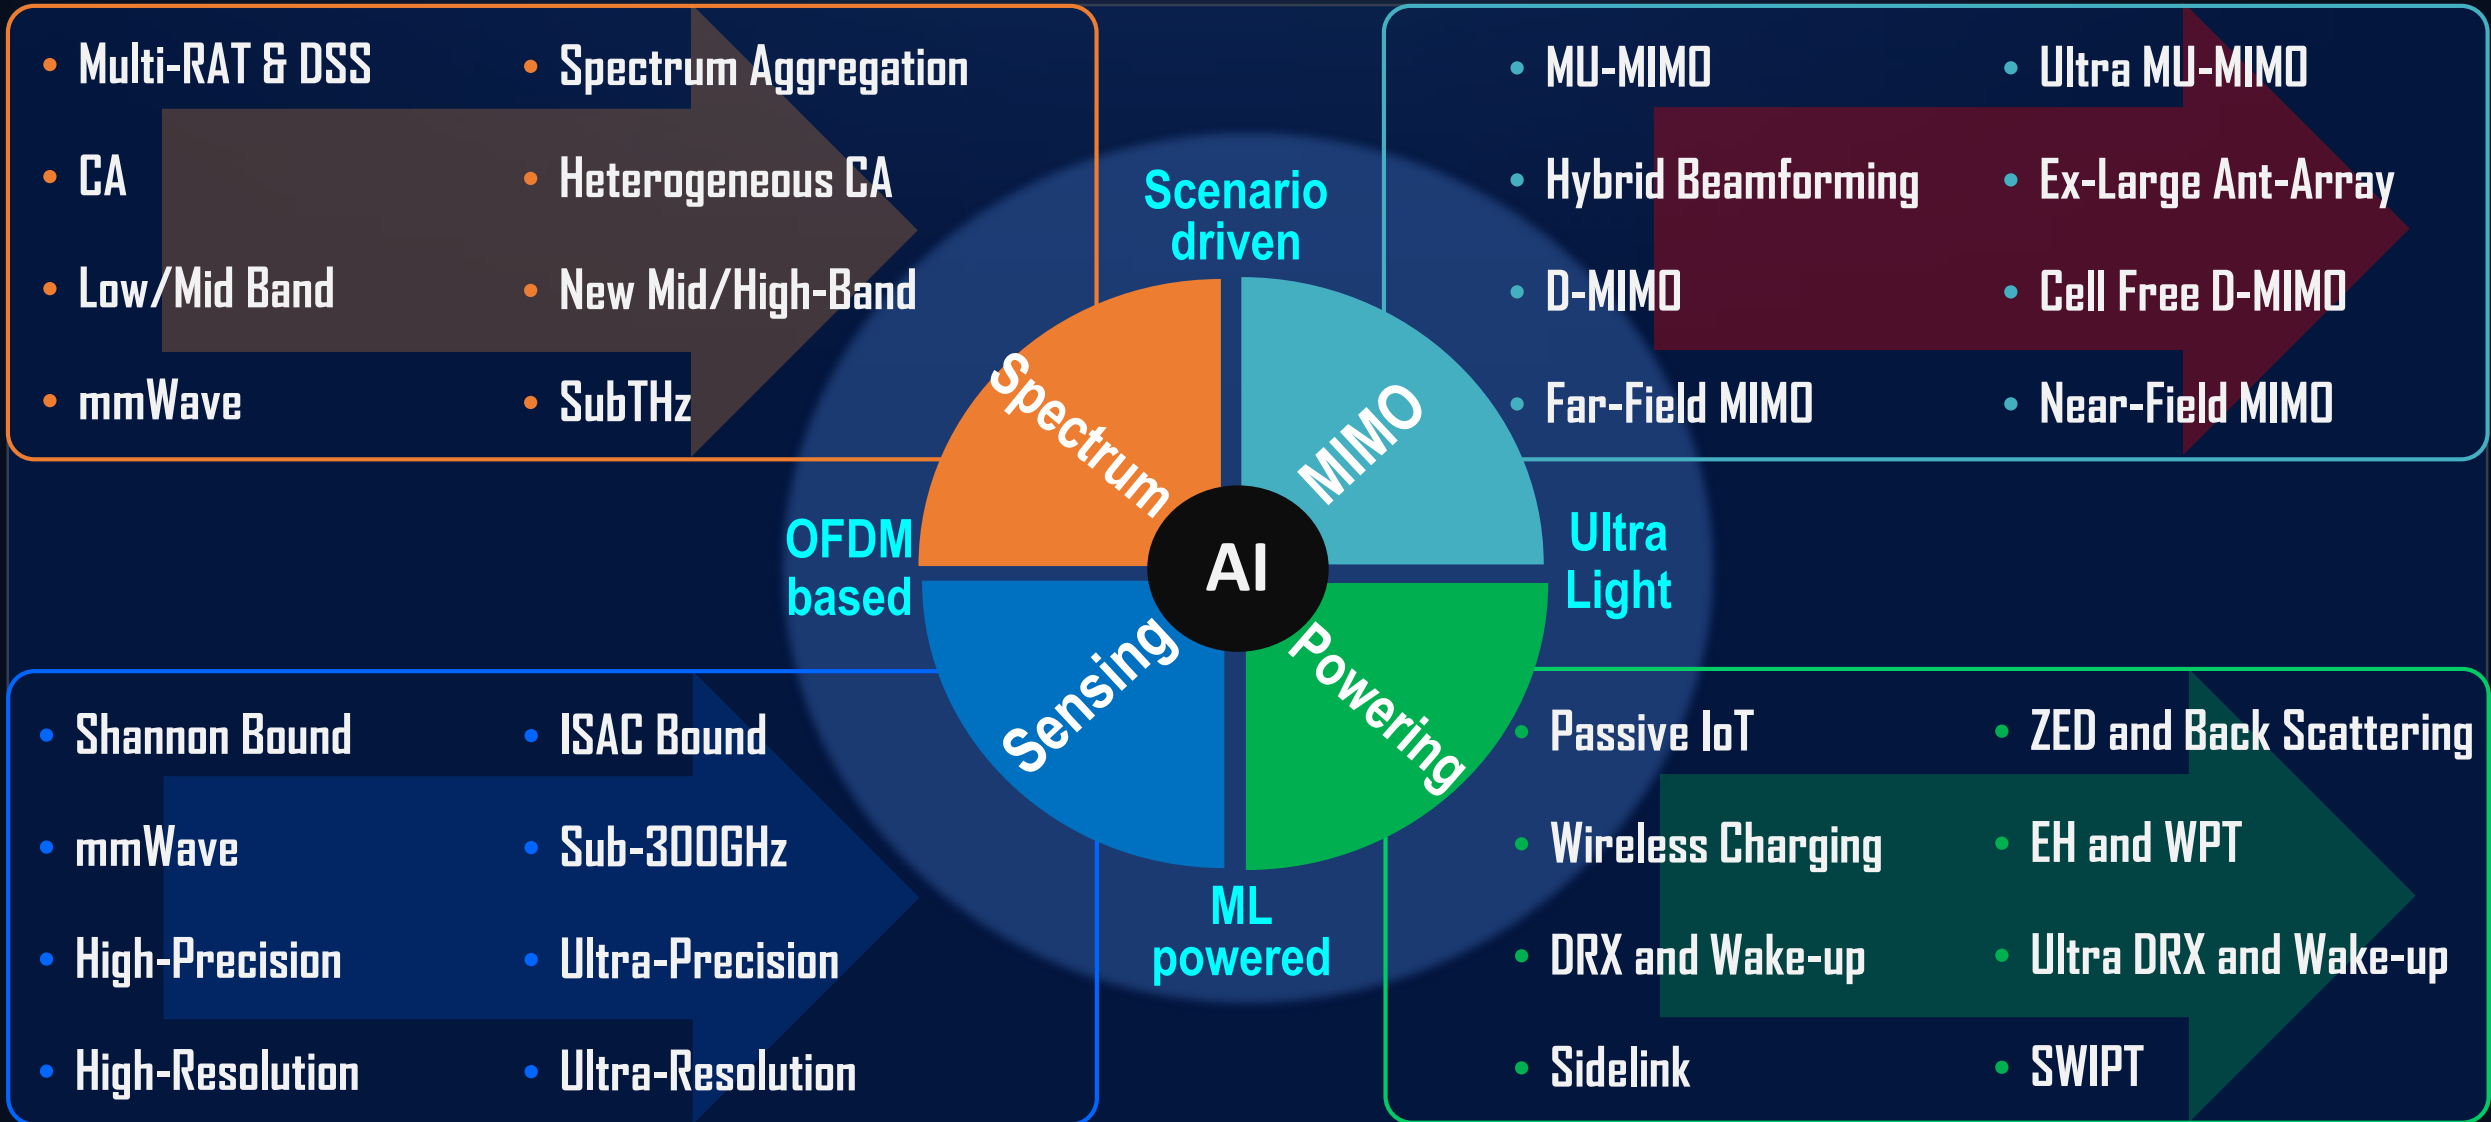 Multi-RAT & DSS
CA
Low/Mid Band
mmWave
Spectrum Aggregation
Heterogeneous CA
New Mid/High-Band
SubTHz
MU-MIMO
Hybrid Beamforming
D-MIMO
Far-Field MIMO
Ultra MU-MIMO
Ex-Large Ant-Array
Cell Free D-MIMO
Near-Field MIMO
Scenario
driven
Spectrum
MIMO
OFDM
based
AI
Ultra
Light
Sensing
Powering
ML
powered
Shannon Bound
mmWave
High-Precision
High-Resolution
ISAC Bound
Sub-300GHz
Ultra-Precision
Ultra-Resolution
Passive IoT
Wireless Charging
DRX and Wake-up
Sidelink
ZED and Back Scattering
EH and WPT
Ultra DRX and Wake-up
SWIPT